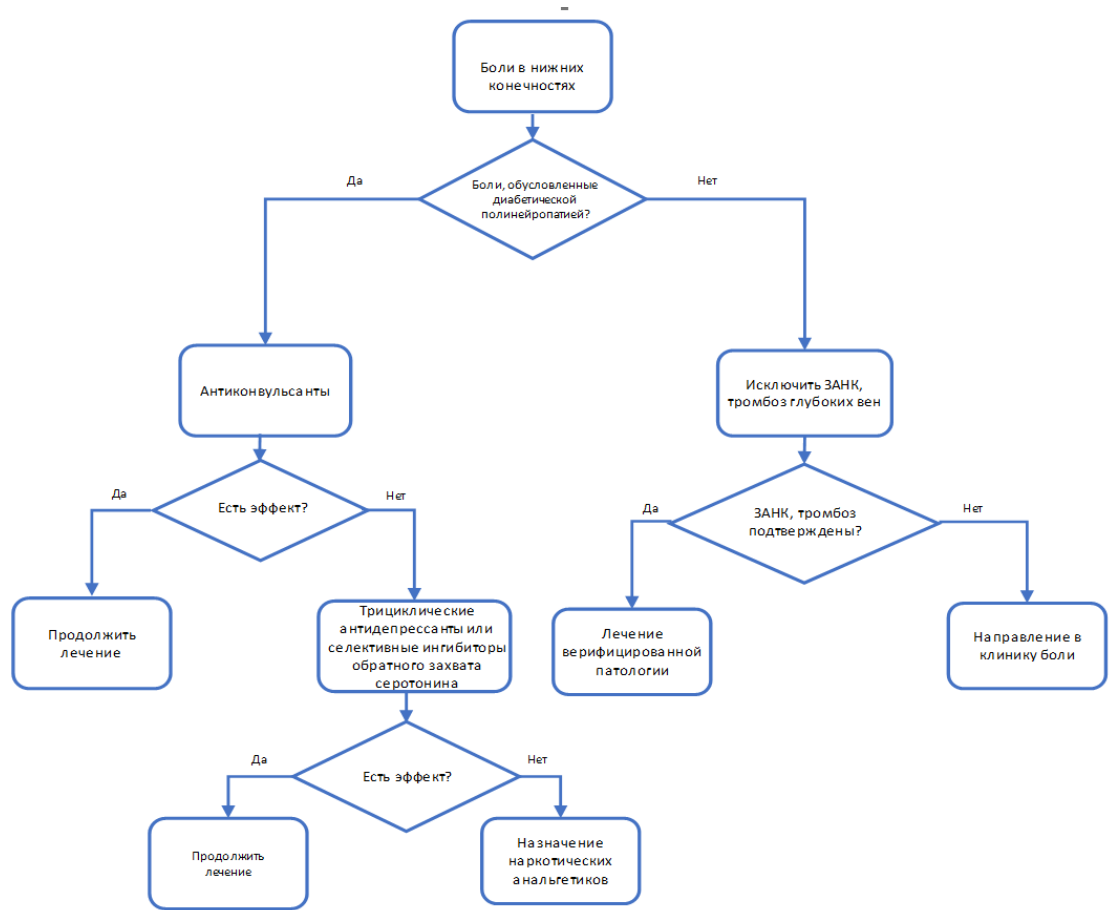 Боли в нижних
конечностях
Да
Боли, обусловленные
диабетической
полинейропатией?
Нет
Антиконвульсанты
Исключить ЗАНК,
тромбоз глубоких вен
Да
Есть эффект?
Нет
Да
ЗАНК, тромбоз
подтверждены?
Нет
Продолжить
лечение
Трициклические
антидепрессанты или
селективные ингибиторы
обратного захвата
серотонина
Лечение
верифицированной
патологии
Направление в
клинику боли
Да
Есть эффект?
Нет
Продолжить
лечение
Назначение
наркотических
анальгетиков